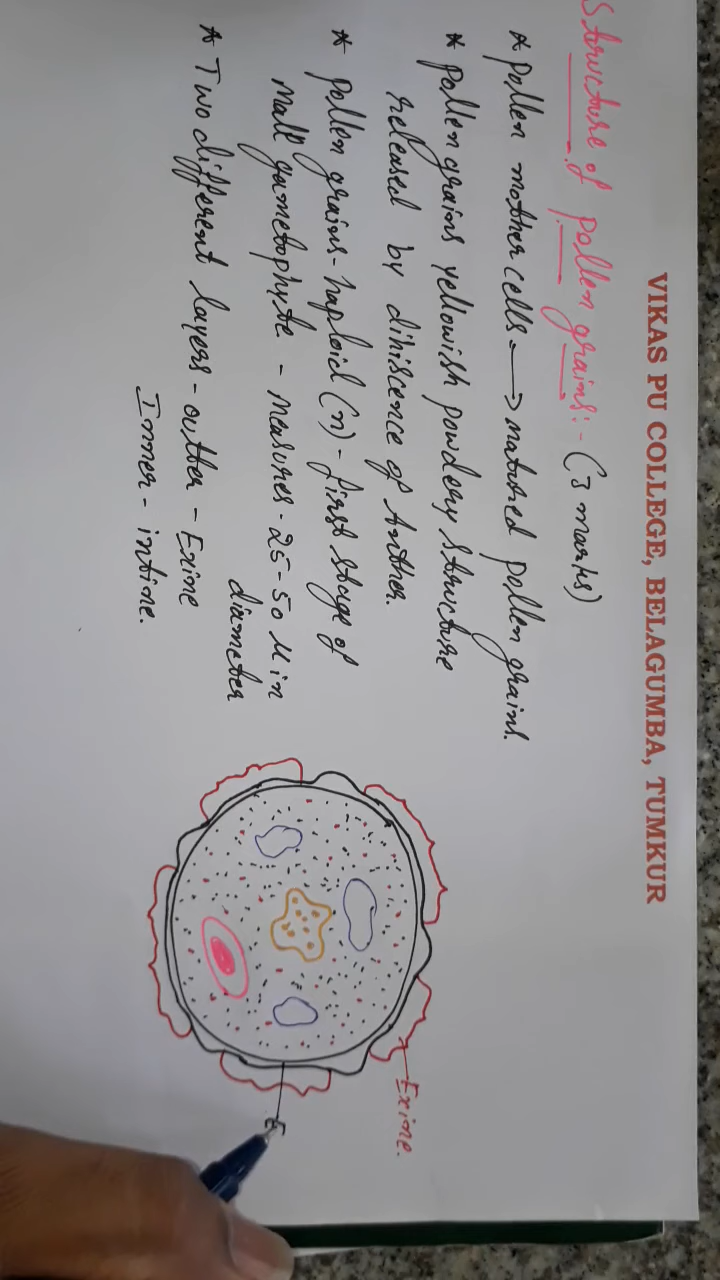 VIKAS PU COLLEGE, BELAGUMBA, TUMKUR
Structure of pollen grains:- (3 marks)
* Pollen mother cells → matured pollen grains.
* Pollen grains yellowish powdery structure
released by dihiscence of Anther.
* Pollen grains - haploid (n) - first stage of
male gametophyte - measures - 25-50 µ in
diameter
* Two different layers - outter - Exine
Inner - intine.
Exine.
E